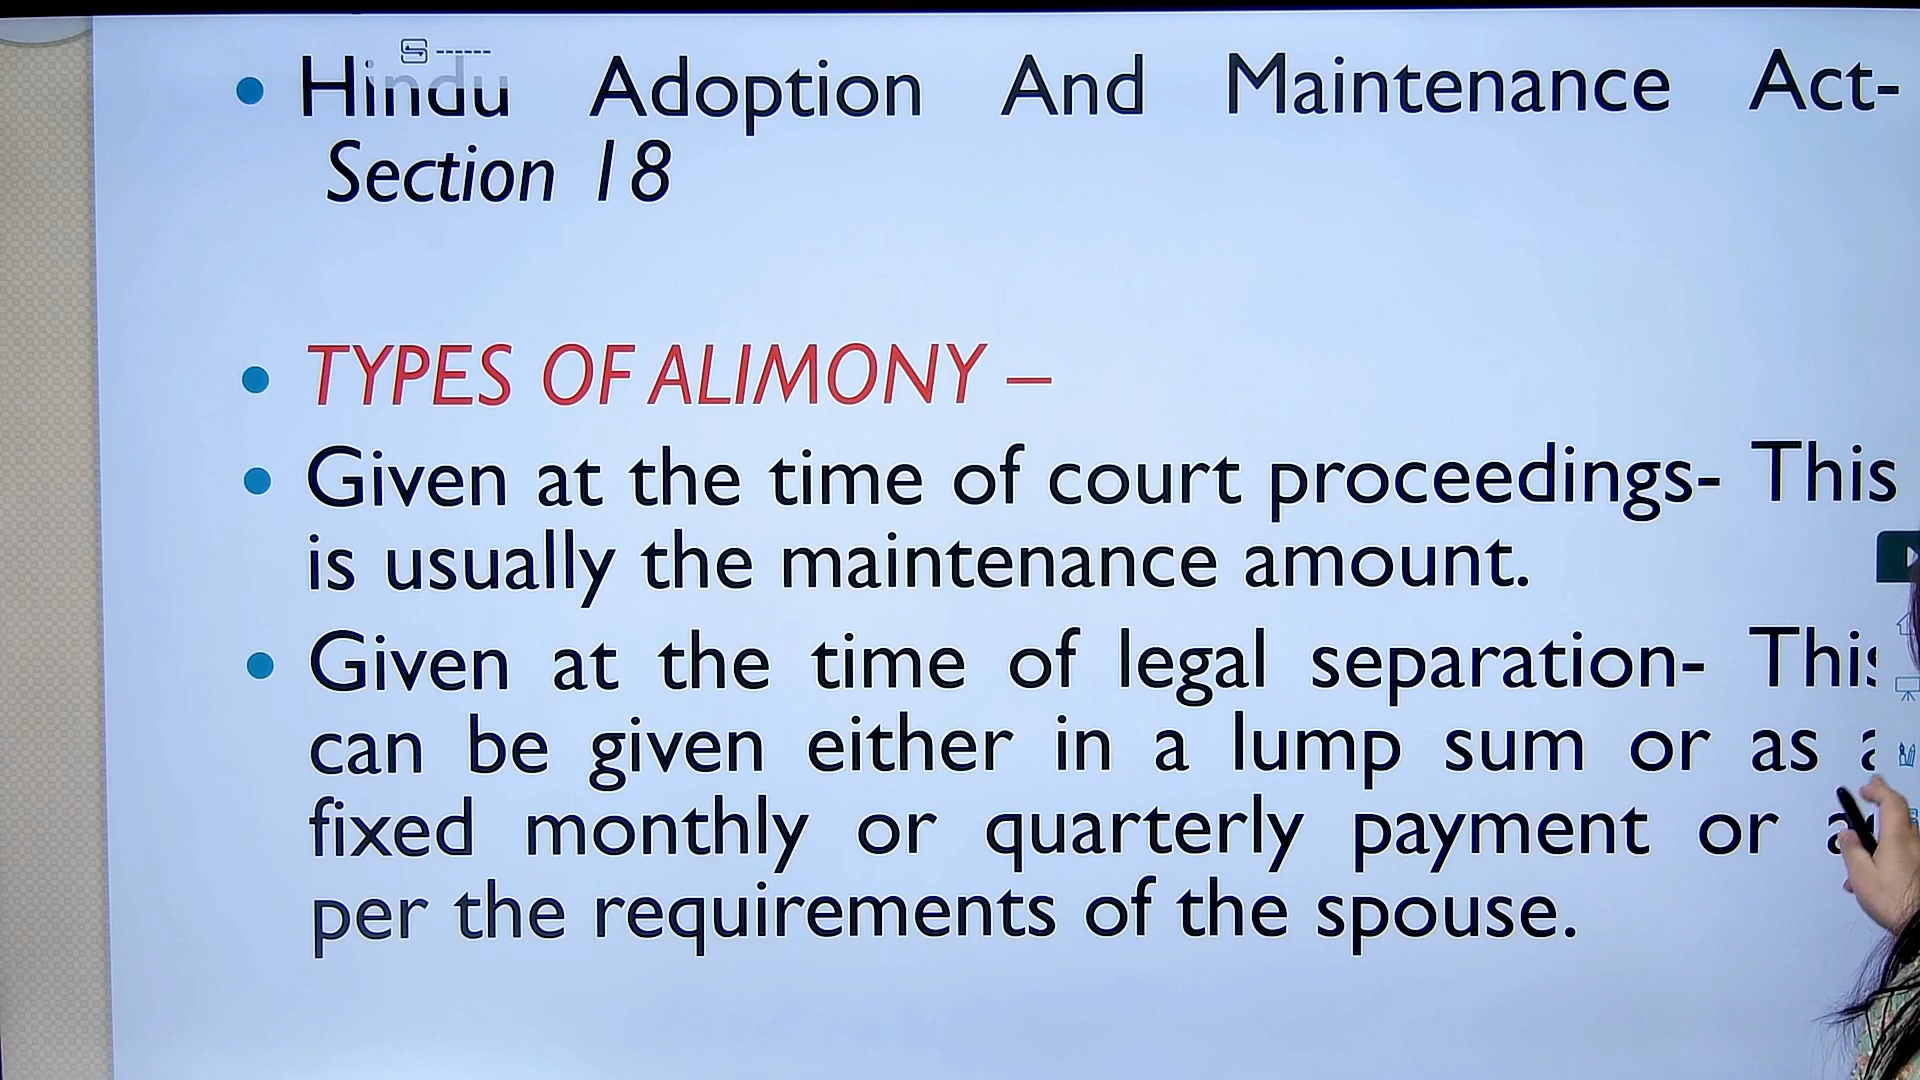 • Hindu Adoption And Maintenance Act-
Section 18
• TYPES OF ALIMONY –
• Given at the time of court proceedings- This
is usually the maintenance amount.
• Given at the time of legal separation- This
can be given either in a lump sum or as a
fixed monthly or quarterly payment or as
per the requirements of the spouse.